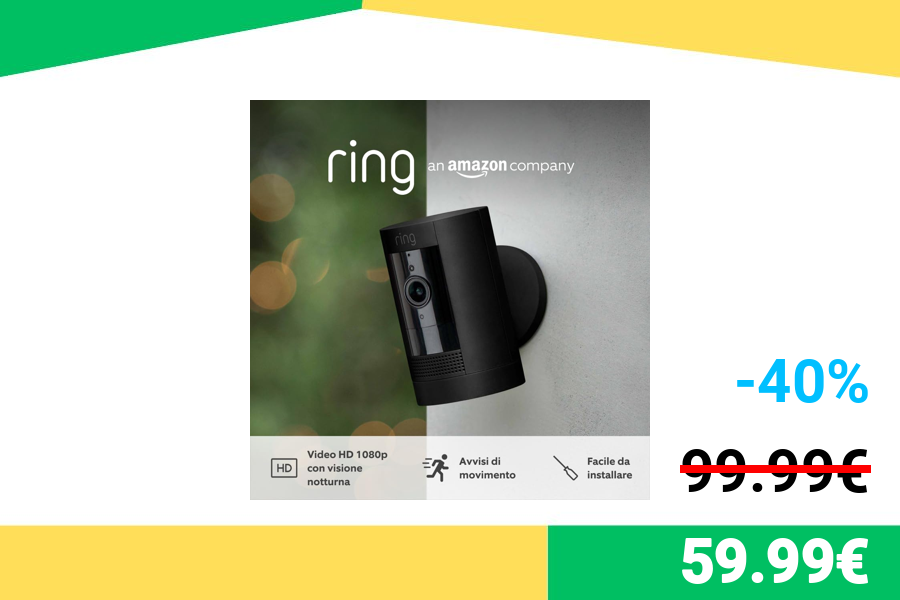 ring an amazon company
ring
-40%
99.99€
HD
Video HD 1080p
con visione
notturna
Avvisi di
movimento
Facile da
installare
59.99€